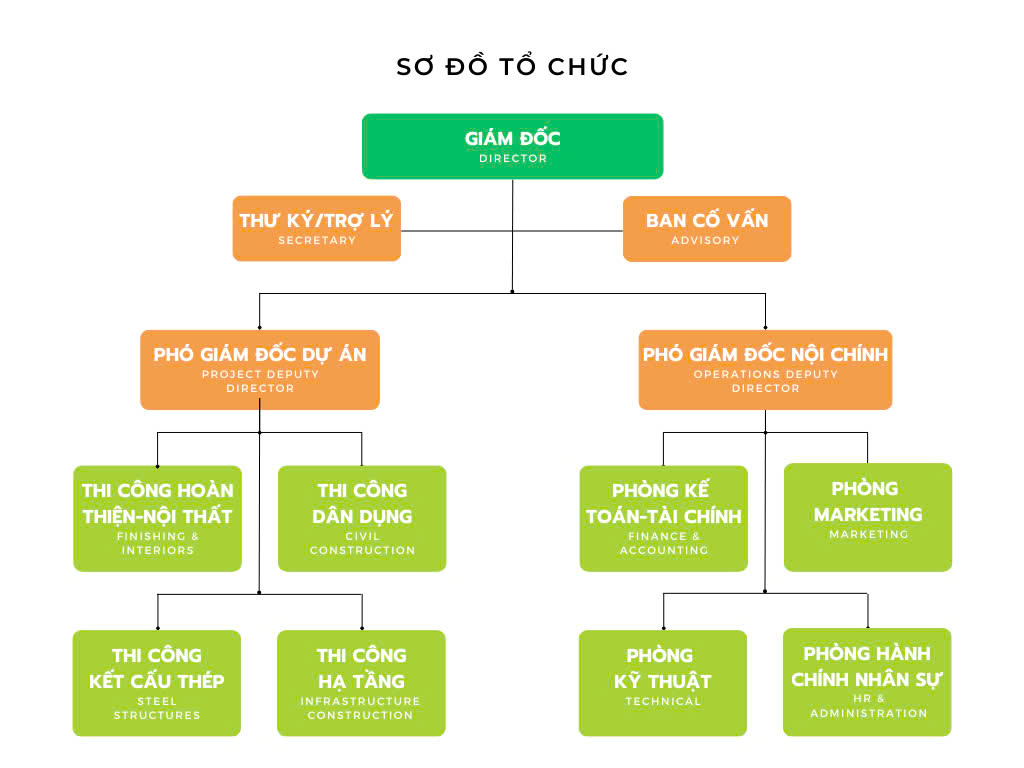 SƠ ĐỒ TỔ CHỨC
GIÁM ĐỐC
DIRECTOR
THƯ KÝ/TRỢ LÝ
SECRETARY
BAN CỐ VẤN
ADVISORY
PHÓ GIÁM ĐỐC DỰ ÁN
PROJECT DEPUTY
DIRECTOR
PHÓ GIÁM ĐỐC NỘI CHÍNH
OPERATIONS DEPUTY
DIRECTOR
THI CÔNG HOÀN
THIỆN-NỘI THẤT
FINISHING &
INTERIORS
THI CÔNG
DÂN DỤNG
CIVIL
CONSTRUCTION
PHÒNG KẾ
TOÁN-TÀI CHÍNH
FINANCE &
ACCOUNTING
PHÒNG
MARKETING
MARKETING
THI CÔNG
KẾT CẤU THÉP
STEEL
STRUCTURES
THI CÔNG
HẠ TẦNG
INFRASTRUCTURE
CONSTRUCTION
PHÒNG
KỸ THUẬT
TECHNICAL
PHÒNG HÀNH
CHÍNH NHÂN SỰ
HR &
ADMINISTRATION